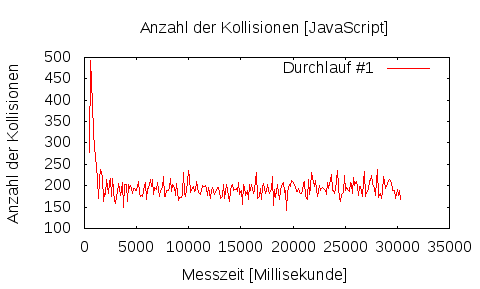 Anzahl der Kollisionen [JavaScript]
Durchlauf #1
Anzahl der Kollisionen
500
450
400
350
300
250
200
150
100
0 5000 10000 15000 20000 25000 30000 35000
Messzeit [Millisekunde]